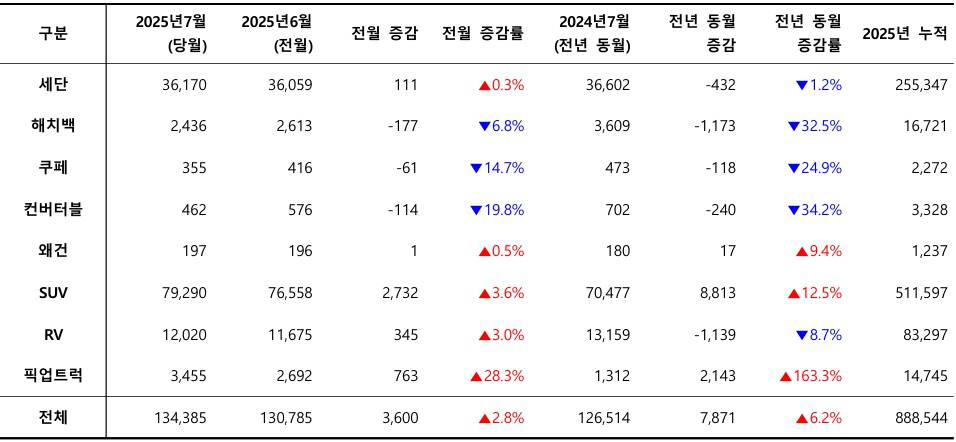 구분 2025년7월 (당월) 2025년6월 (전월) 전월 증감 전월 증감률 2024년7월 (전년 동월) 전년 동월 증감 전년 동월 증감률 2025년 누적
세단 36,170 36,059 111 ▲0.3% 36,602 -432 ▼1.2% 255,347
해치백 2,436 2,613 -177 ▼6.8% 3,609 -1,173 ▼32.5% 16,721
쿠페 355 416 -61 ▼14.7% 473 -118 ▼24.9% 2,272
컨버터블 462 576 -114 ▼19.8% 702 -240 ▼34.2% 3,328
왜건 197 196 1 ▲0.5% 180 17 ▲9.4% 1,237
SUV 79,290 76,558 2,732 ▲3.6% 70,477 8,813 ▲12.5% 511,597
RV 12,020 11,675 345 ▲3.0% 13,159 -1,139 ▼8.7% 83,297
픽업트럭 3,455 2,692 763 ▲28.3% 1,312 2,143 ▲163.3% 14,745
전체 134,385 130,785 3,600 ▲2.8% 126,514 7,871 ▲6.2% 888,544